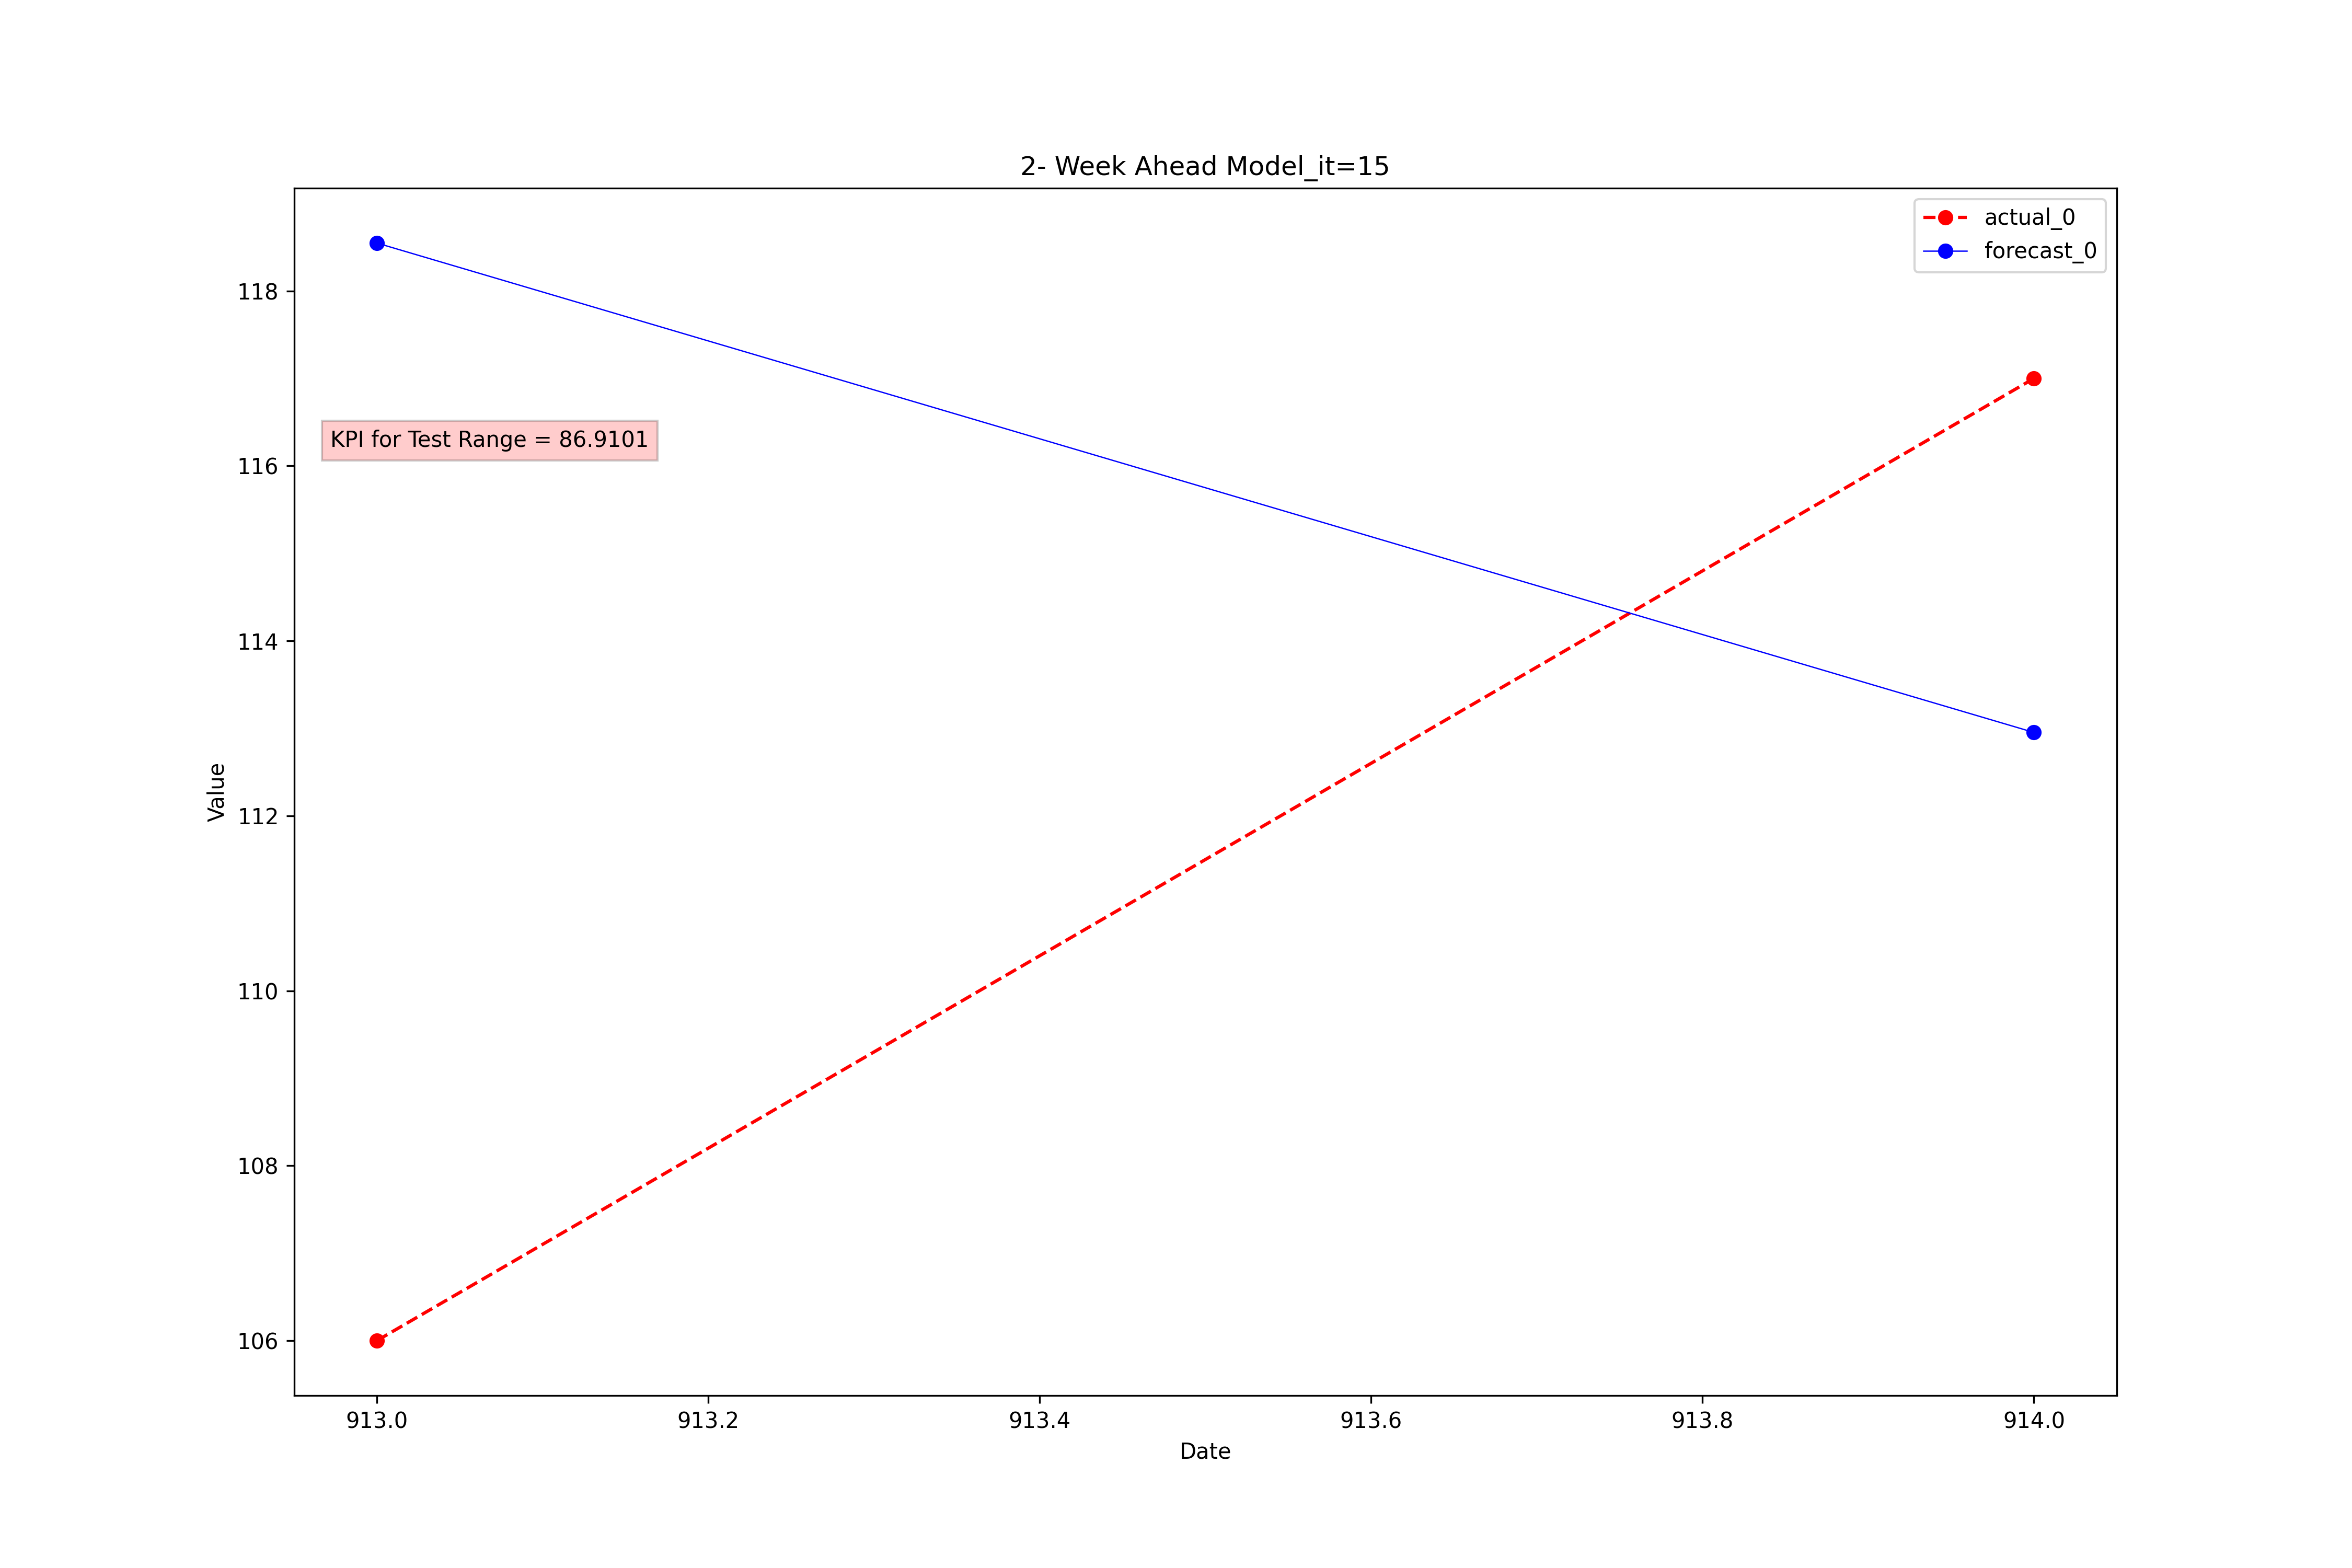 2- Week Ahead Model_it=15
actual_0
forecast_0
KPI for Test Range = 86.9101
118
116
114
112
110
108
106
Value
913.0 913.2 913.4 913.6 913.8 914.0
Date